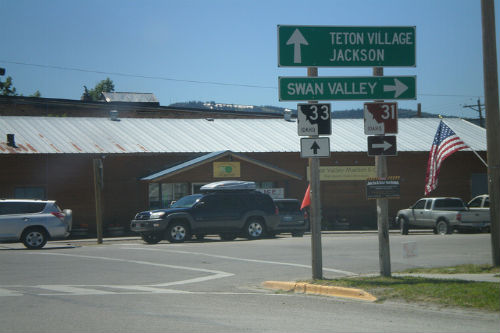 TETON VILLAGE
JACKSON
SWAN VALLEY
33
IDAHO
31
IDAHO